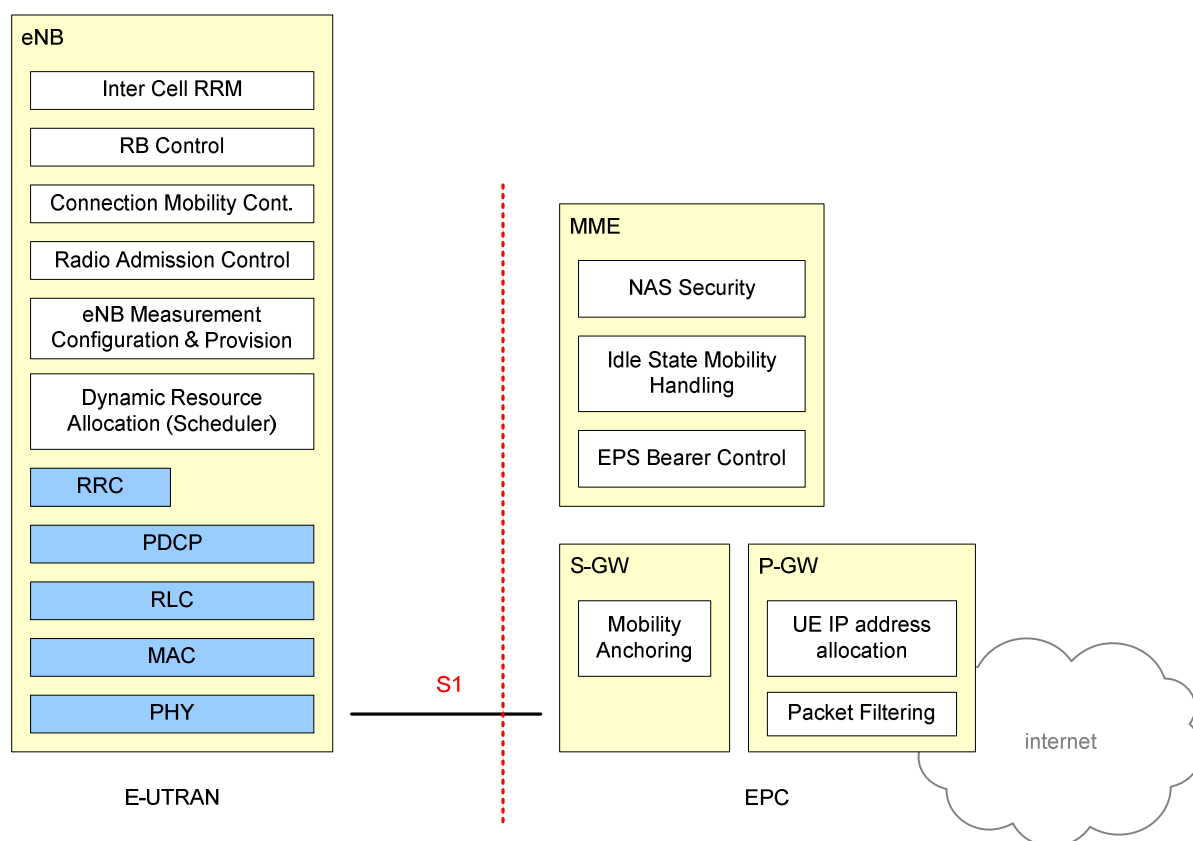 eNB
Inter Cell RRM
RB Control
Connection Mobility Cont.
Radio Admission Control
eNB Measurement
Configuration & Provision
Dynamic Resource
Allocation (Scheduler)
RRC
PDCP
RLC
MAC
PHY
S1
MME
NAS Security
Idle State Mobility
Handling
EPS Bearer Control
S-GW
Mobility
Anchoring
P-GW
UE IP address
allocation
Packet Filtering
internet
E-UTRAN
EPC